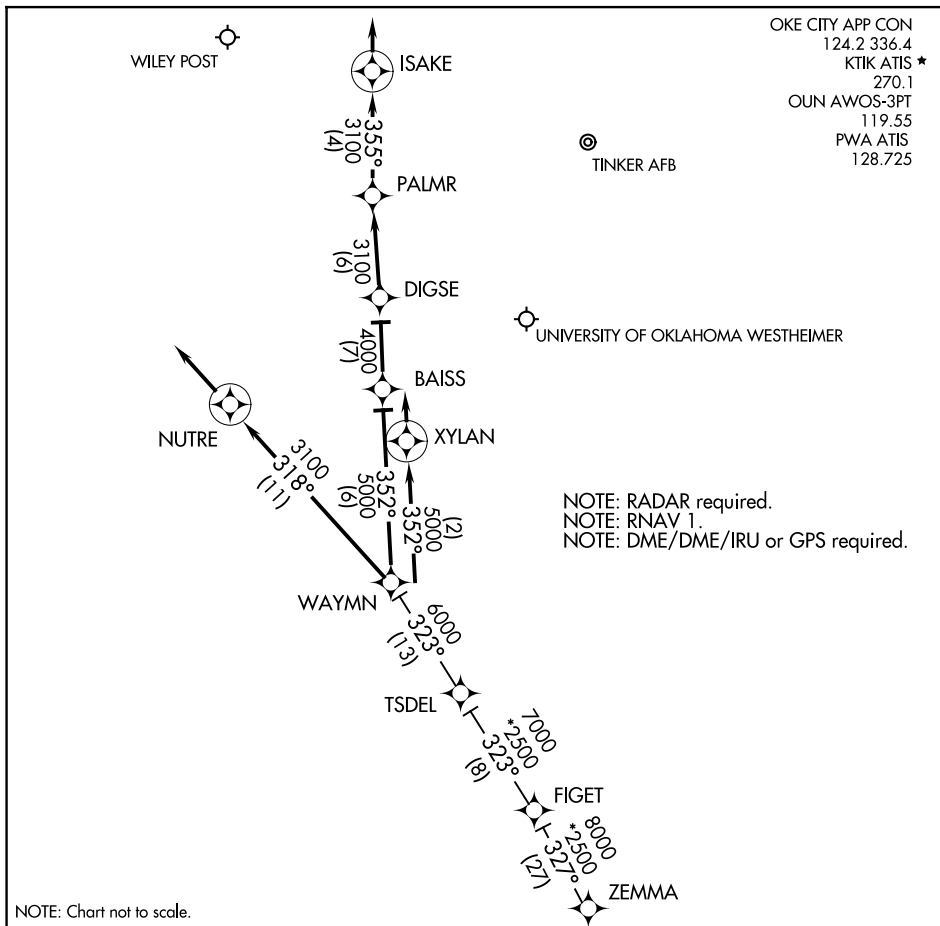 OKE CITY APP CON
124.2 336.4
KTIK ATIS ★
270.1
OUN AWOS-3PT
119.55
PWA ATIS
128.725
WILEY POST
ISAKE
355°
3100
(4)
TINKER AFB
PALMR
3100
(6)
DIGSE
UNIVERSITY OF OKLAHOMA WESTHEIMER
4000
(7)
BAISS
NUTRE
XYLAN
3100
318°
(11)
352°
5000
(6)
(2)
5000
352°
NOTE: RADAR required.
NOTE: RNAV 1.
NOTE: DME/DME/IRU or GPS required.
WAYMN
6000
323°
(13)
TSDEL
7000
*2500
323°
(8)
FIGET
8000
*2500
327°
(27)
ZEMMA
NOTE: Chart not to scale.